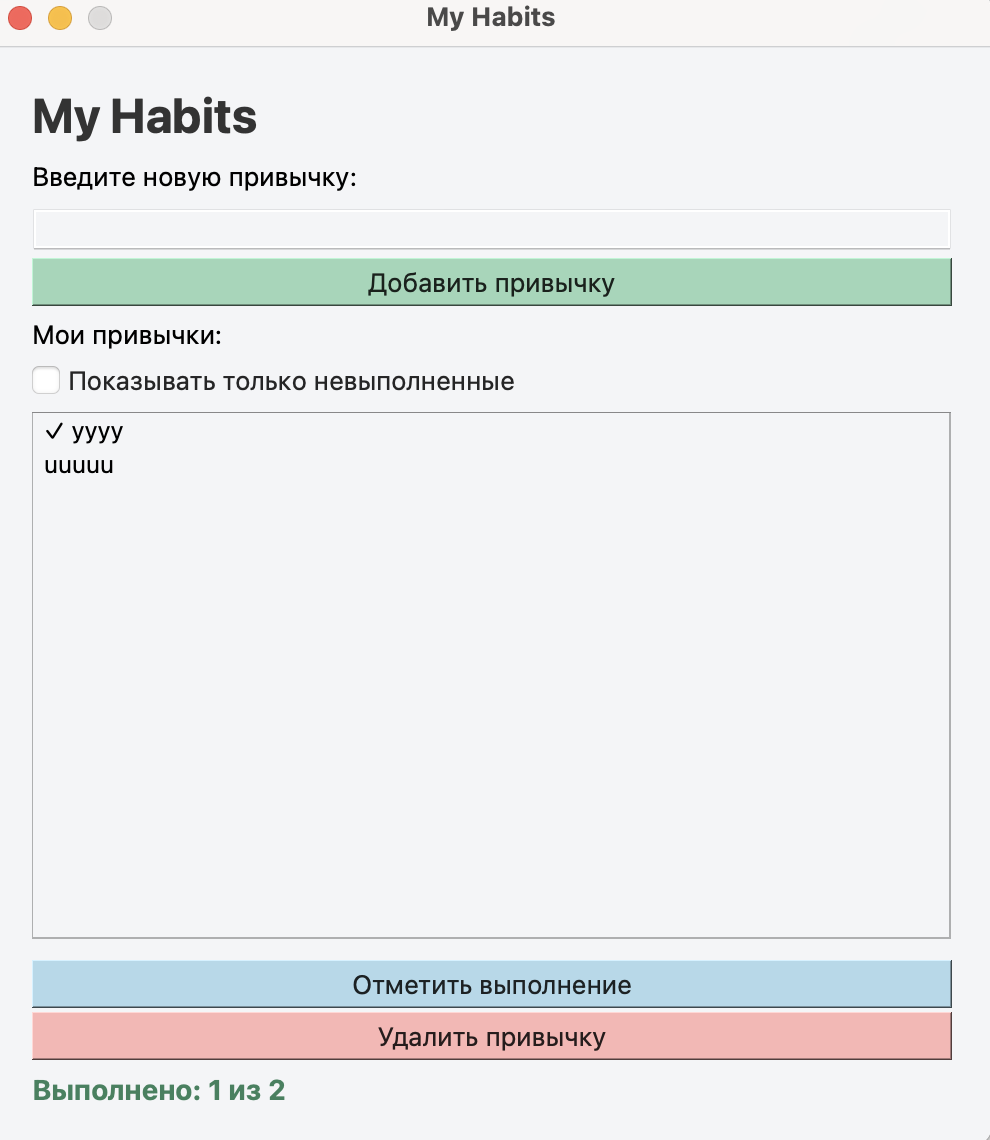 My Habits
My Habits
Введите новую привычку:
Добавить привычку
Мои привычки:
Показывать только невыполненные
✓ yyyy
uuuuu
Отметить выполнение
Удалить привычку
Выполнено: 1 из 2